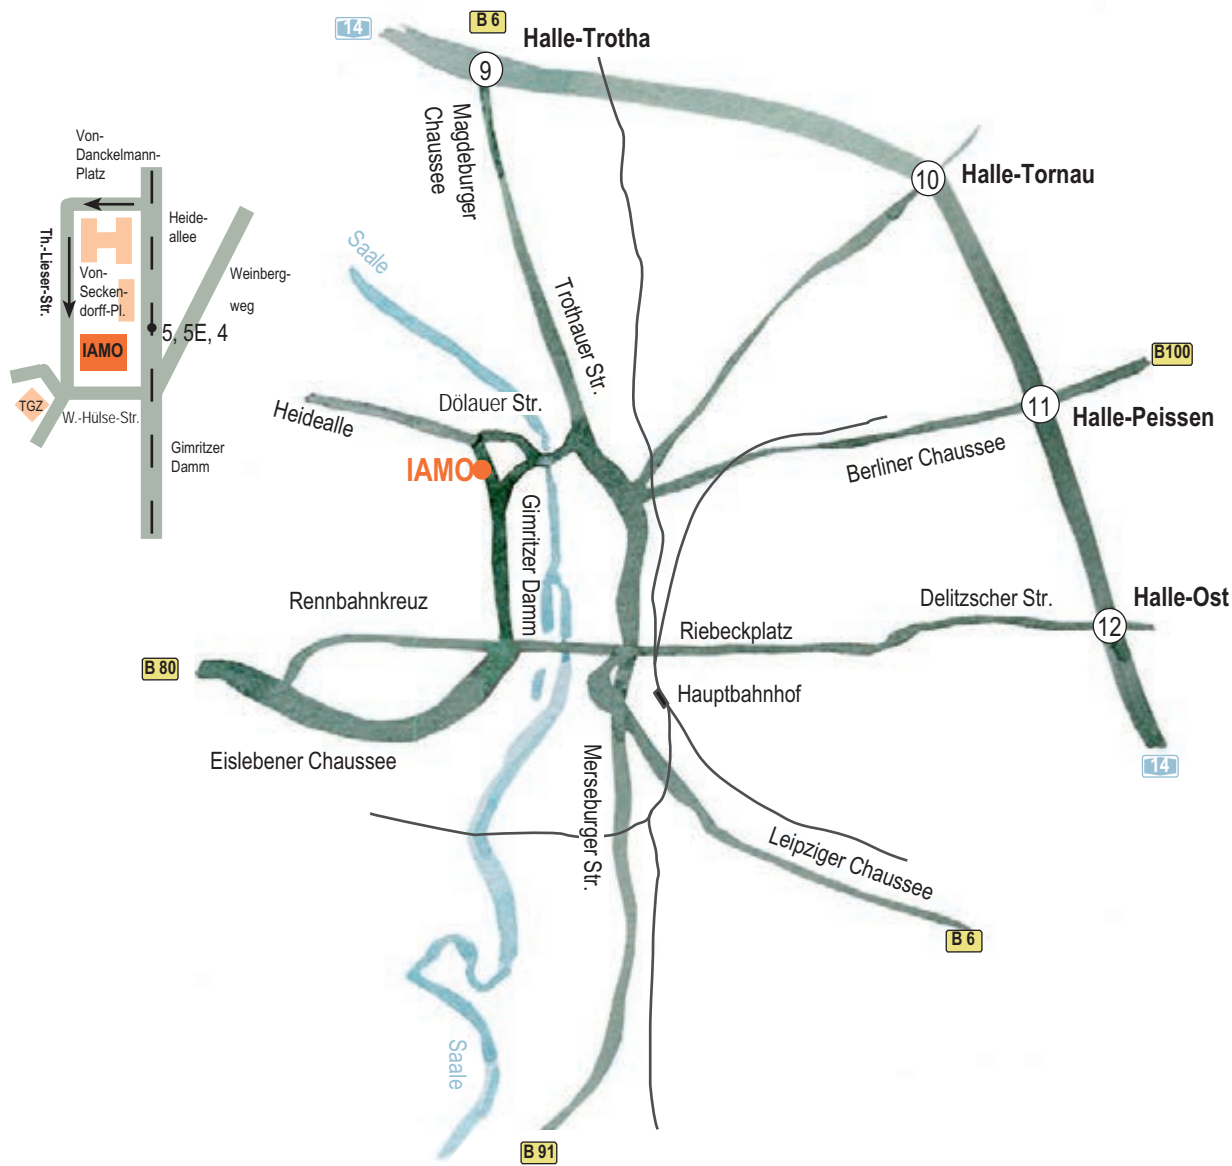 14
B 6
Halle-Trotha
9
Magdeburger
Chaussee
10
Halle-Tornau
Von-
Danckelmann-
Platz
Heide-
allee
Th.-Lieser-Str.
Von-
Secken-
dorff-Pl.
Weinberg-
weg
5, 5E, 4
IAMO
TGZ
W.-Hülse-Str.
Gimritzer
Damm
Saale
Trothauer Str.
B100
11
Halle-Peissen
Berliner Chaussee
Dölauer Str.
Heidealle
IAMO
Gimritzer Damm
Rennbahnkreuz
Riebeckplatz
Delitzscher Str.
Halle-Ost
12
B 80
Hauptbahnhof
Eislebener Chaussee
14
Merseburger Str.
Leipziger Chaussee
B 6
Saale
B 91